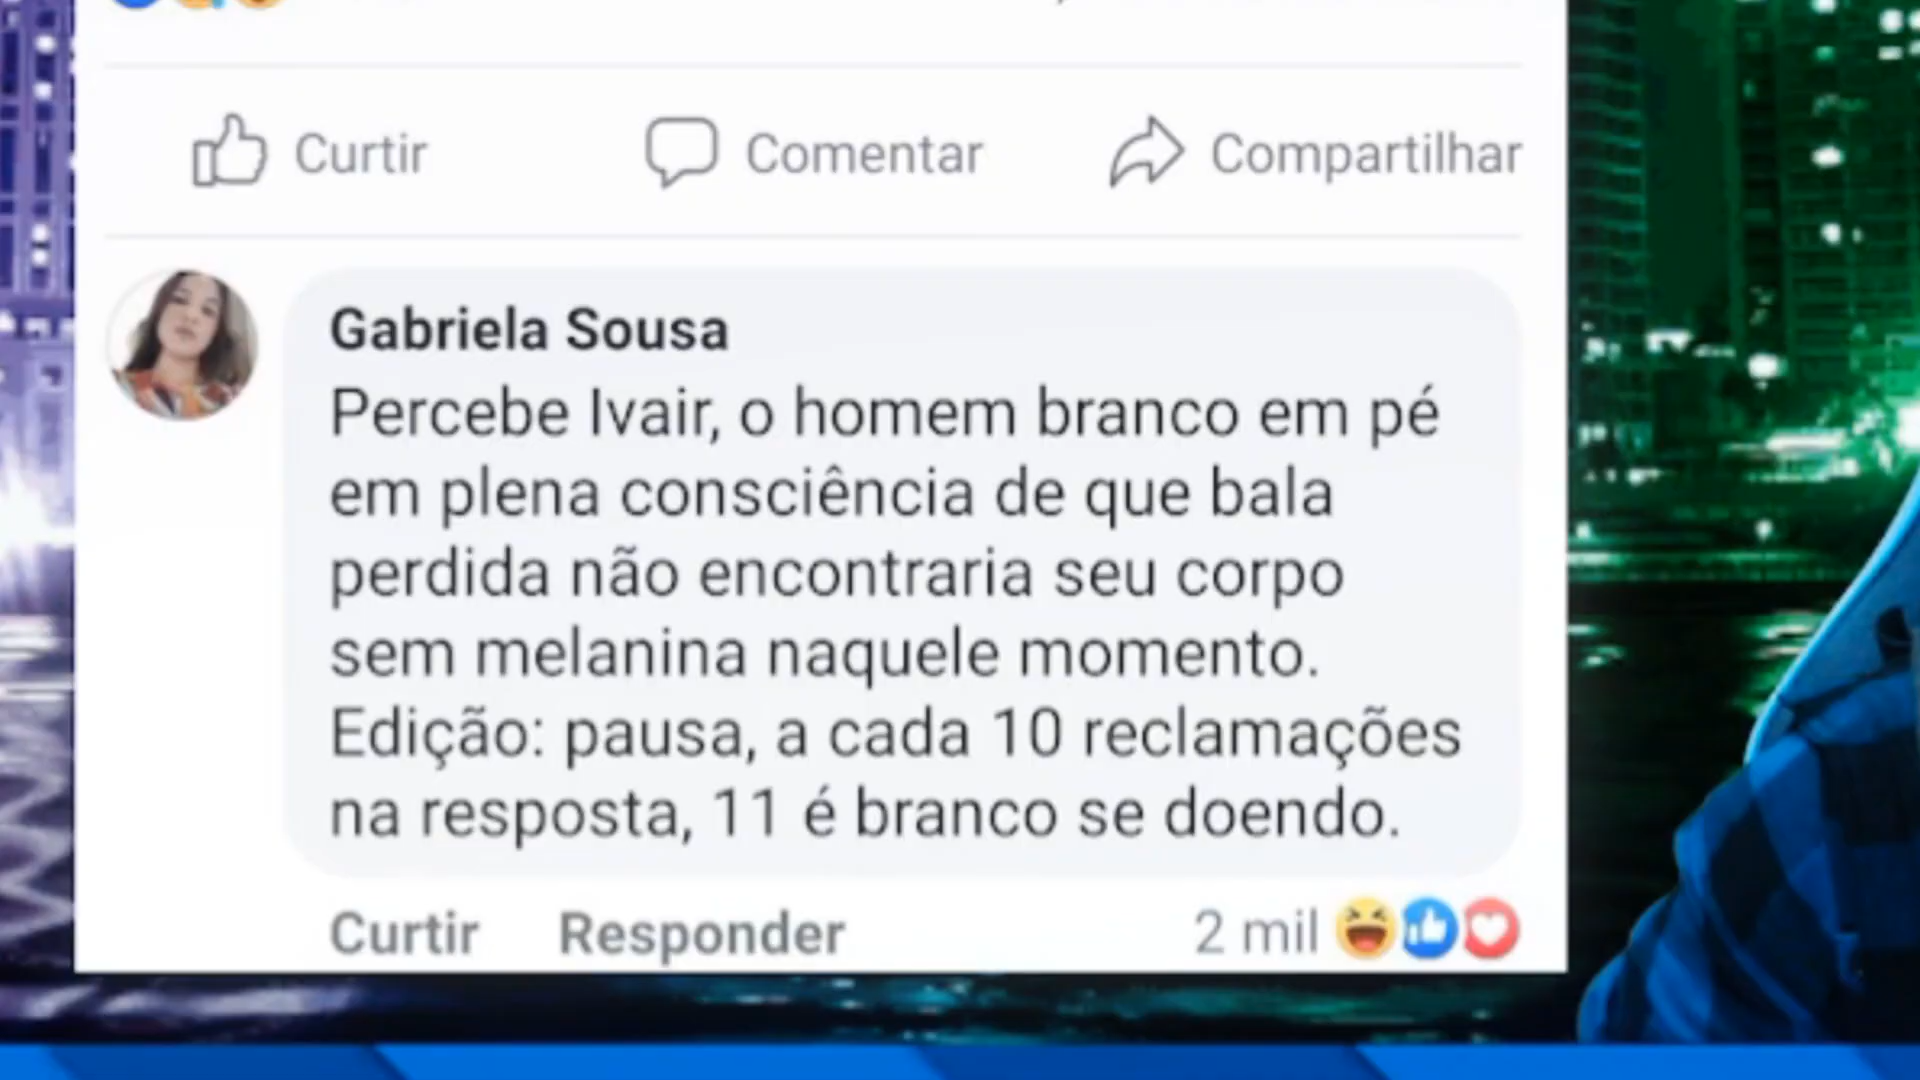 Curtir Comentar Compartilhar
Gabriela Sousa
Percebe Ivair, o homem branco em pé
em plena consciência de que bala
perdida não encontraria seu corpo
sem melanina naquele momento.
Edição: pausa, a cada 10 reclamações
na resposta, 11 é branco se doendo.
Curtir Responder 2 mil